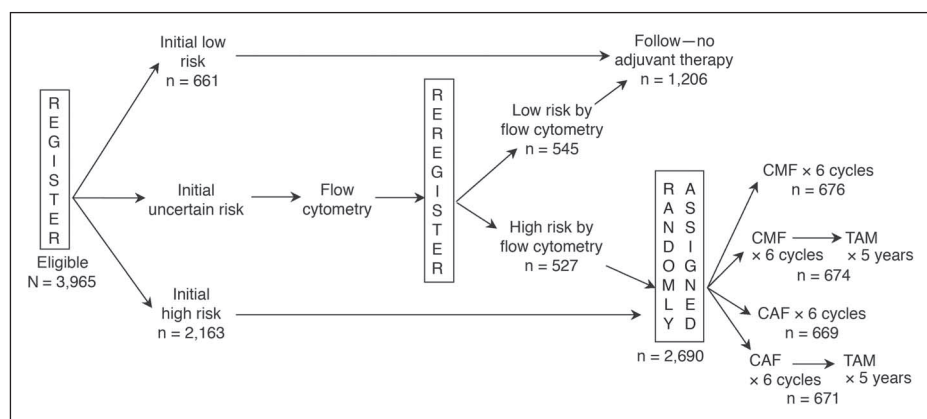 REGISTER
Eligible
N = 3,965
Initial low
risk
n = 661
Initial
uncertain risk
Initial
high risk
n = 2,163
Flow
cytometry
REREGISTER
Low risk by
flow cytometry
n = 545
High risk by
flow cytometry
n = 527
Follow—no
adjuvant therapy
n = 1,206
RANDOMLY
ASSIGNED
n = 2,690
CMF × 6 cycles
n = 676
CMF TAM
× 6 cycles × 5 years
n = 674
CAF × 6 cycles
n = 669
CAF TAM
× 6 cycles × 5 years
n = 671